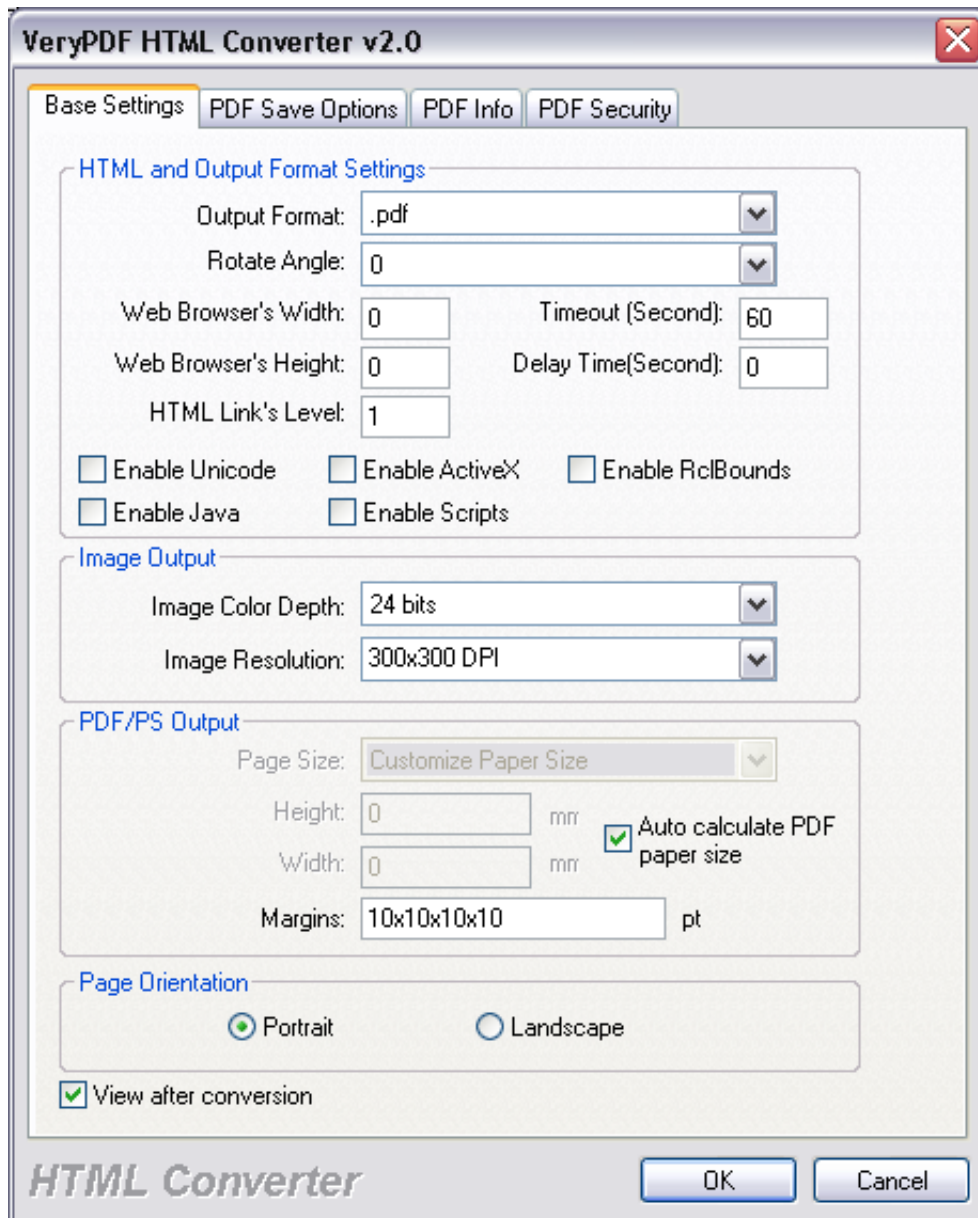 VeryPDF HTML Converter v2.0
Base Settings PDF Save Options PDF Info PDF Security
HTML and Output Format Settings
Output Format: .pdf
Rotate Angle: 0
Web Browser's Width: 0 Timeout (Second): 60
Web Browser's Height: 0 Delay Time(Second): 0
HTML Link's Level: 1
Enable Unicode Enable ActiveX Enable RclBounds
Enable Java Enable Scripts
Image Output
Image Color Depth: 24 bits
Image Resolution: 300x300 DPI
PDF/PS Output
Page Size: Customize Paper Size
Height: 0 mm
Auto calculate PDF
paper size
Width: 0 mm
Margins: 10x10x10x10 pt
Page Orientation
Portrait Landscape
View after conversion
HTML Converter OK Cancel